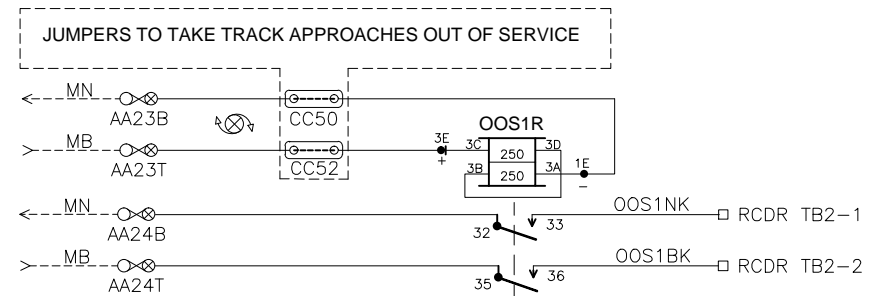 JUMPERS TO TAKE TRACK APPROACHES OUT OF SERVICE
MN
AA23B
CC50
OOS1R
MB
AA23T
CC52
3E
+
3C
250
3D
3B
250
3A
1E
-
MN
AA24B
32
33
OOS1NK
RCDR TB2-1
MB
AA24T
35
36
OOS1BK
RCDR TB2-2